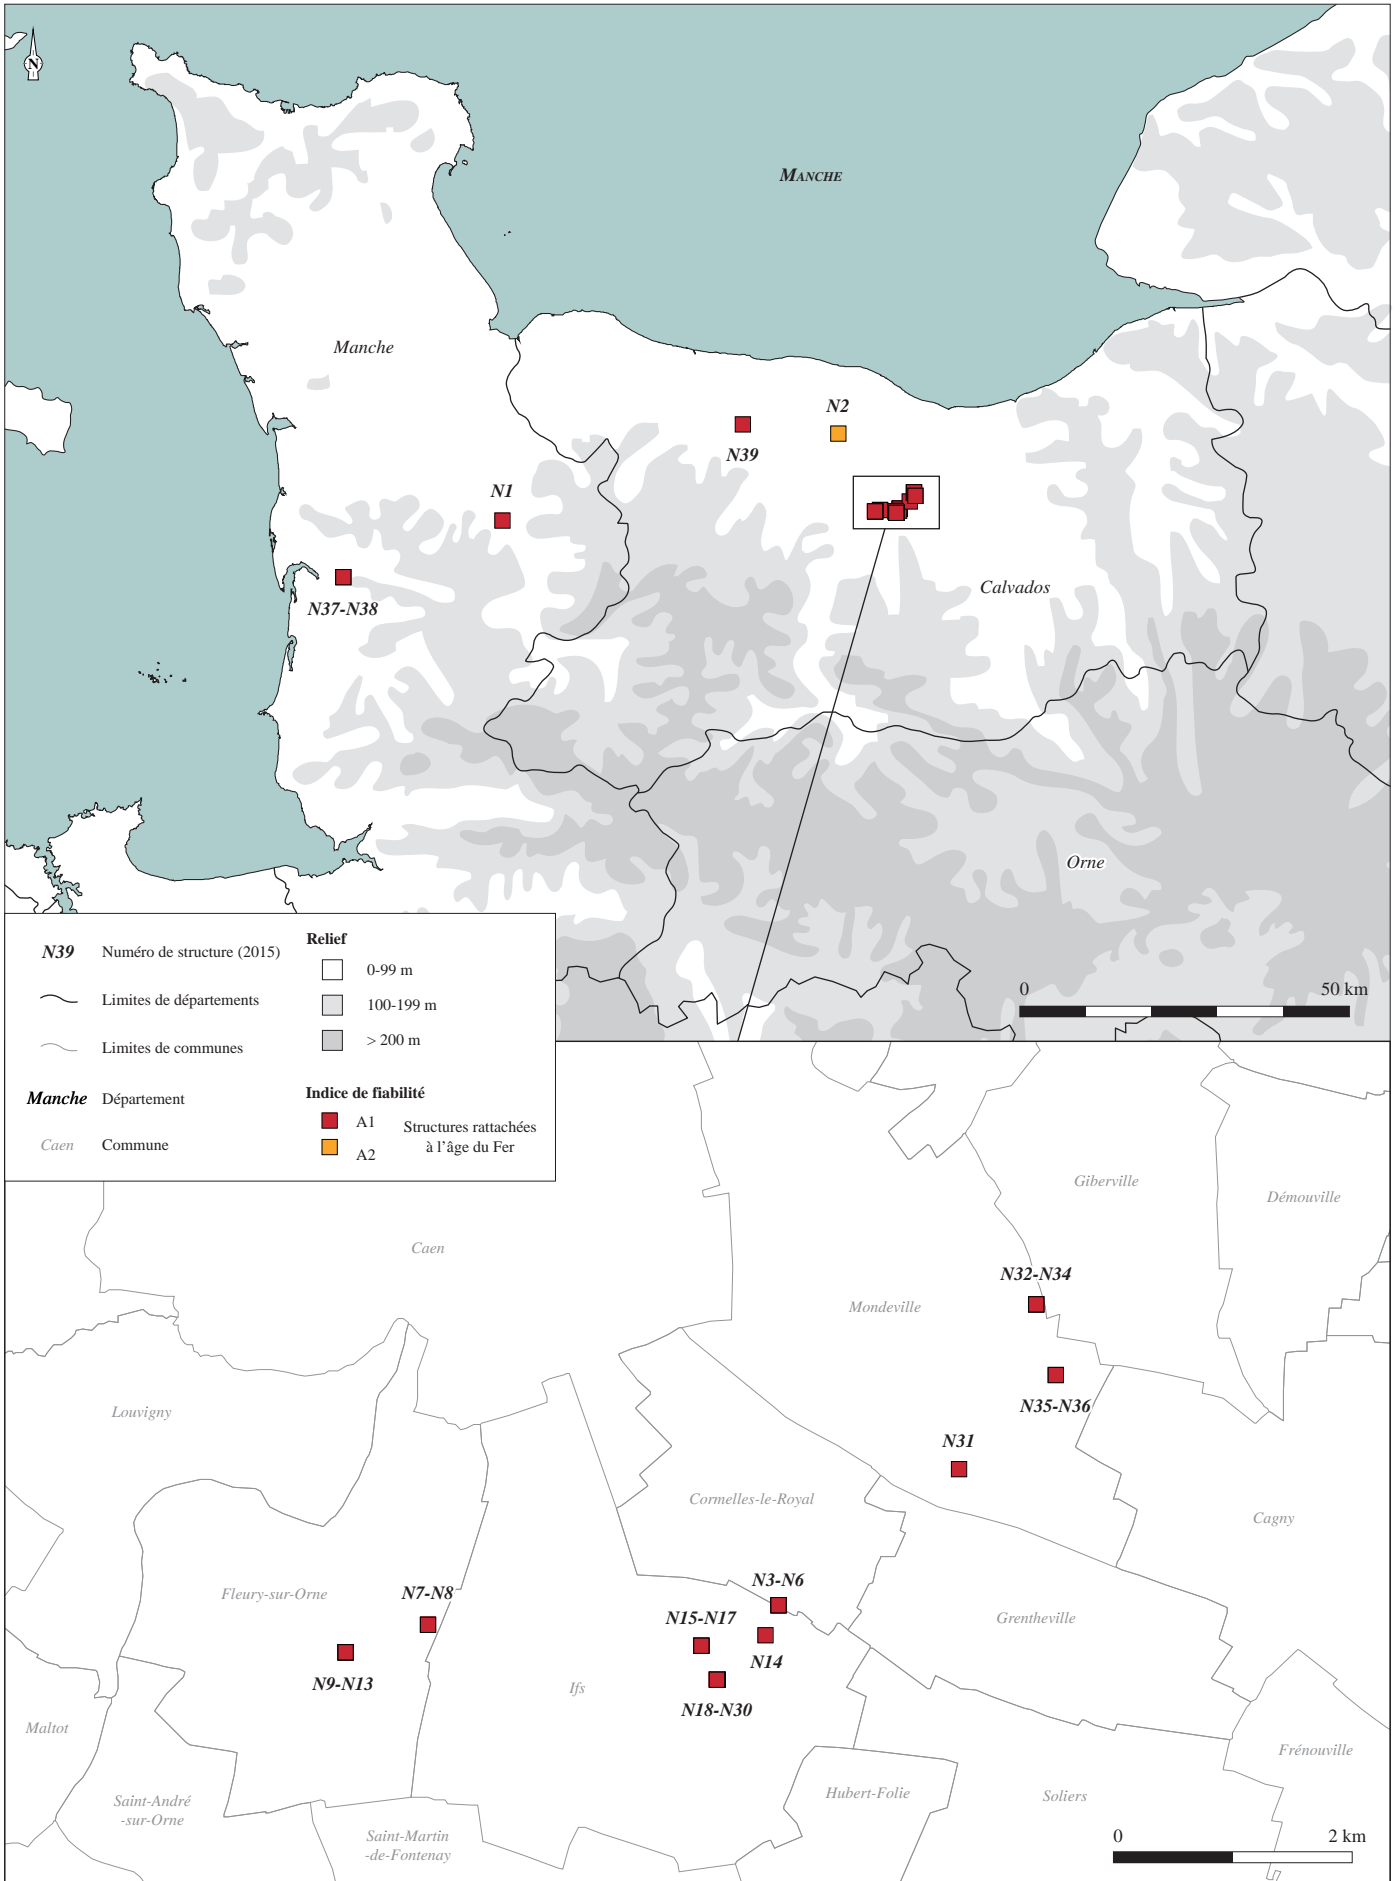 N
MANCHE
Manche
N2
N39
N1
N37-N38
Calvados
Orne
N39 Numéro de structure (2015)
Limites de départements
Limites de communes
Manche Département
Caen Commune
Relief
0-99 m
100-199 m
> 200 m
Indice de fiabilité
A1
A2
Structures rattachées
à l'âge du Fer
0 50 km
Giberville
Démouville
Caen
N32-N34
Mondeville
N35-N36
Louvigny
N31
Cormelles-le-Royal
Cagny
N3-N6
Fleury-sur-Orne
N7-N8
N15-N17
Grentheville
N14
N9-N13
Ifs
N18-N30
Maltot
Frénouville
Hubert-Folie
Soliers
Saint-André
-sur-Orne
Saint-Martin
-de-Fontenay
0 2 km